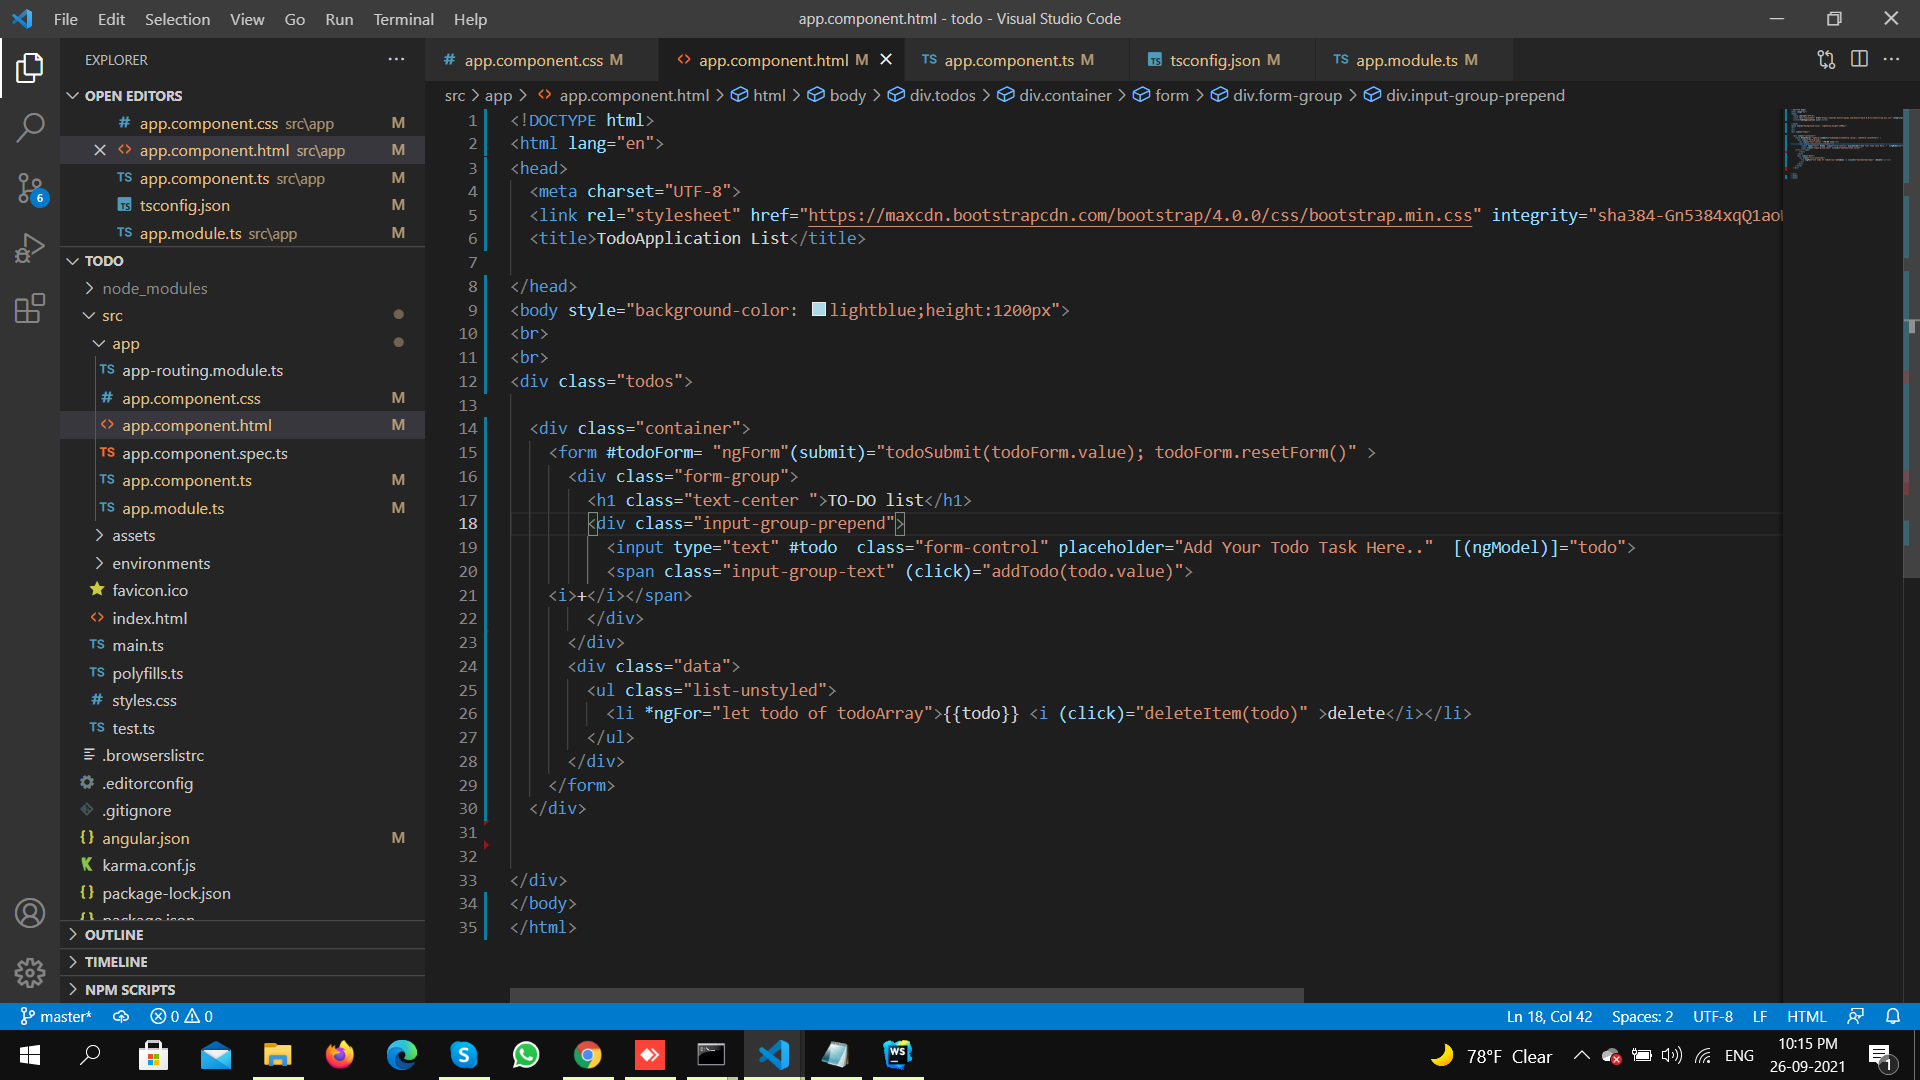 File Edit Selection View Go Run Terminal Help
app.component.html - todo - Visual Studio Code
EXPLORER
OPEN EDITORS
# app.component.css src\app M
<> app.component.html src\app M
TS app.component.ts src\app M
tsconfig.json M
TS app.module.ts src\app M
6
TODO
node_modules
src
app
TS app-routing.module.ts
# app.component.css M
<> app.component.html M
TS app.component.spec.ts
TS app.component.ts M
TS app.module.ts M
assets
environments
favicon.ico
<> index.html
TS main.ts
TS polyfills.ts
# styles.css
TS test.ts
.browserslistrc
.editorconfig
.gitignore
{} angular.json M
K karma.conf.js
{} package-lock.json
{} package.json
OUTLINE
TIMELINE
NPM SCRIPTS
# app.component.css M
<> app.component.html M
TS app.component.ts M
TS tsconfig.json M
TS app.module.ts M
src > app > <> app.component.html > html > body > div.todos > div.container > form > div.form-group > div.input-group-prepend
1 <!DOCTYPE html>
2 <html lang="en">
3 <head>
4 <meta charset="UTF-8">
5 <link rel="stylesheet" href="https://maxcdn.bootstrapcdn.com/bootstrap/4.0.0/css/bootstrap.min.css" integrity="sha384-Gn5384xqQ1ao
6 <title>TodoApplication List</title>
7
8 </head>
9 <body style="background-color: lightblue;height:1200px">
10 <br>
11 <br>
12 <div class="todos">
13
14 <div class="container">
15 <form #todoForm= "ngForm"(submit)="todoSubmit(todoForm.value); todoForm.resetForm()" >
16 <div class="form-group">
17 <h1 class="text-center ">TO-DO list</h1>
18 <div class="input-group-prepend">
19 <input type="text" #todo  class="form-control" placeholder="Add Your Todo Task Here.."  [(ngModel)]="todo">
20 <span class="input-group-text" (click)="addTodo(todo.value)">
21 <i>+</i></span>
22 </div>
23 </div>
24 <div class="data">
25 <ul class="list-unstyled">
26 <li *ngFor="let todo of todoArray">{{todo}} <i (click)="deleteItem(todo)" >delete</i></li>
27 </ul>
28 </div>
29 </form>
30 </div>
31
32
33 </div>
34 </body>
35 </html>
master* 0 0
Ln 18, Col 42 Spaces: 2 UTF-8 LF HTML
WS
78°F Clear
ENG
10:15 PM
26-09-2021
1